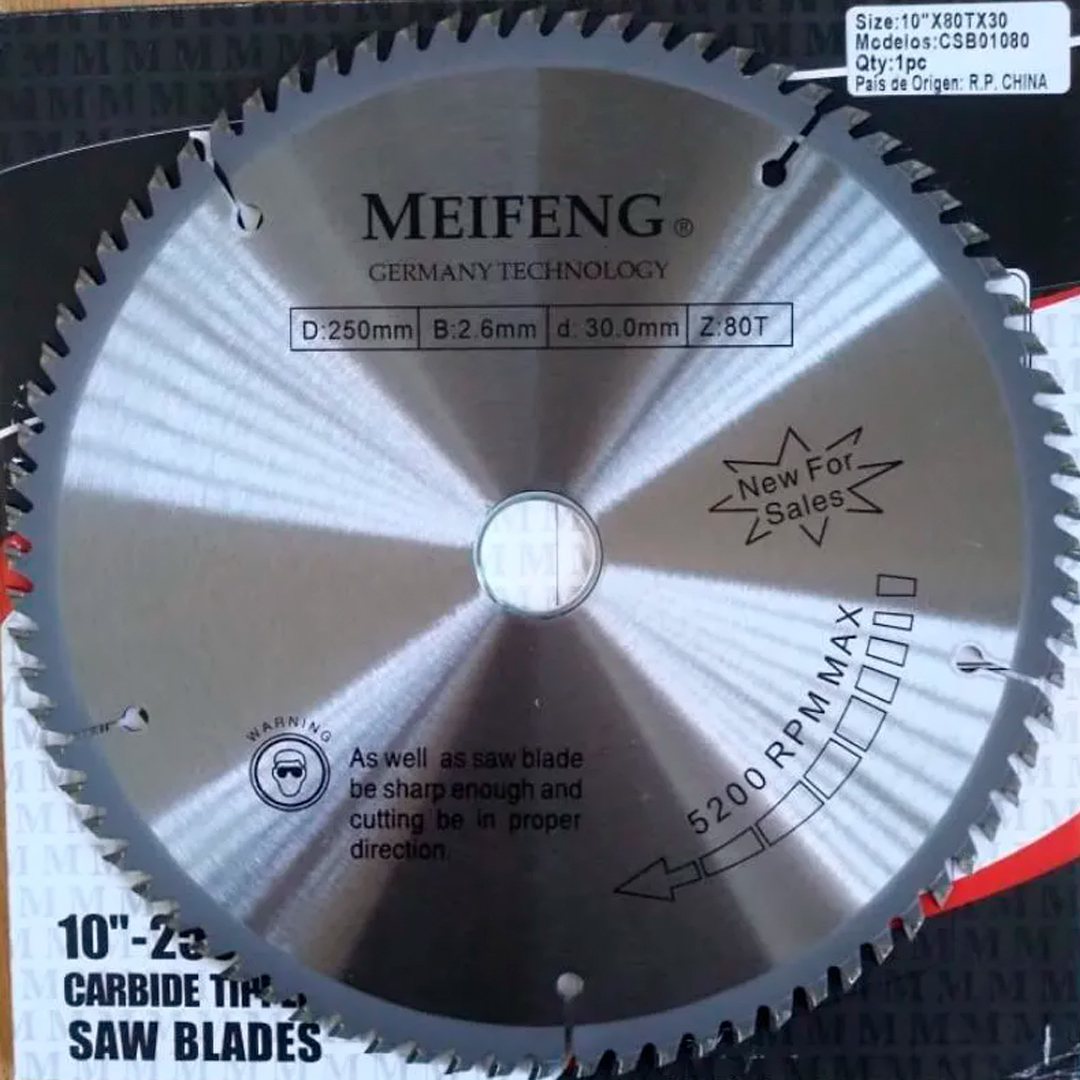 Size:10"X80TX30
Modelos:CSB01080
Qty:1pc
Pais de Origen: R.P. CHINA
MEIFENG®
GERMANY TECHNOLOGY
D:250mm B:2.6mm d: 30.0mm Z:80T
New For
Sales
5200 RPM MAX
WARNING
As well as saw blade
be sharp enough and
cutting be in proper
direction.
10"-25
CARBIDE
SAW BLADES